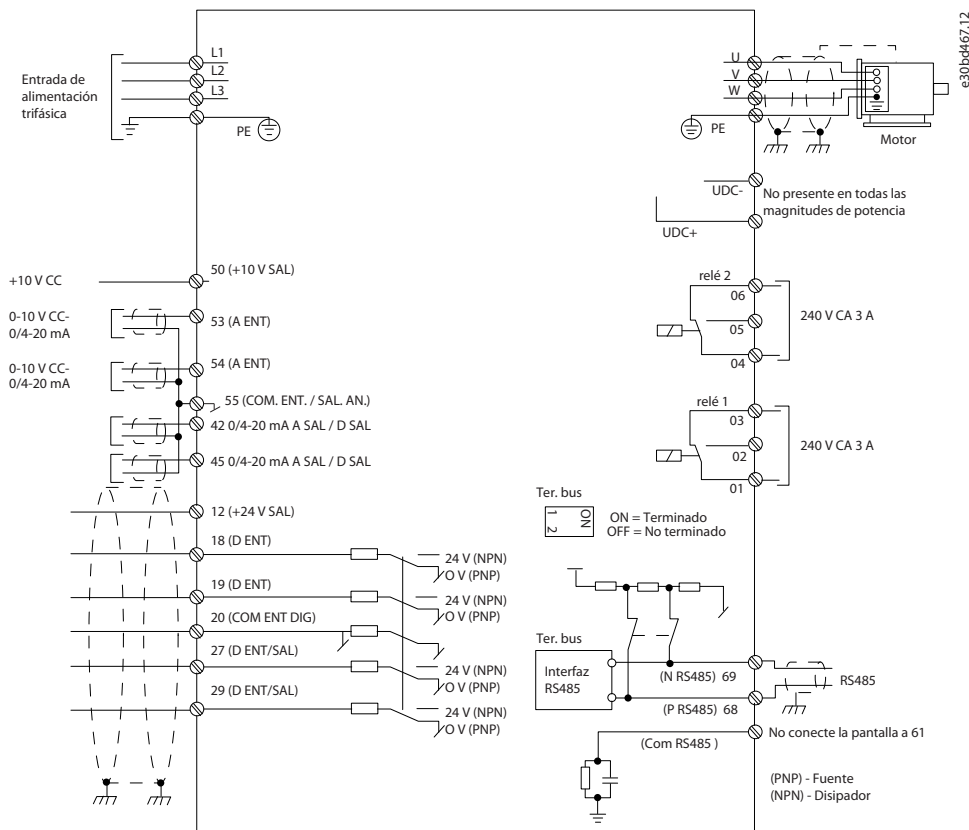 e30bd467.12
Entrada de
alimentación
trifásica
L1
L2
L3
PE
U
V
W
PE
Motor
UDC-
No presente en todas las
magnitudes de potencia
UDC+
+10 V CC
50 (+10 V SAL)
0-10 V CC-
0/4-20 mA
53 (A ENT)
0-10 V CC-
0/4-20 mA
54 (A ENT)
55 (COM. ENT. / SAL. AN.)
42 0/4-20 mA A SAL / D SAL
45 0/4-20 mA A SAL / D SAL
relé 2
06
05
04
240 V CA 3 A
relé 1
03
02
01
240 V CA 3 A
12 (+24 V SAL)
18 (D ENT)
24 V (NPN)
O V (PNP)
19 (D ENT)
24 V (NPN)
O V (PNP)
20 (COM ENT DIG)
27 (D ENT/SAL)
24 V (NPN)
O V (PNP)
29 (D ENT/SAL)
24 V (NPN)
O V (PNP)
Ter. bus
1
2
ON
ON = Terminado
OFF = No terminado
Ter. bus
Interfaz
RS485
(N RS485) 69
RS485
(P RS485) 68
(Com RS485 )
No conecte la pantalla a 61
(PNP) - Fuente
(NPN) - Disipador